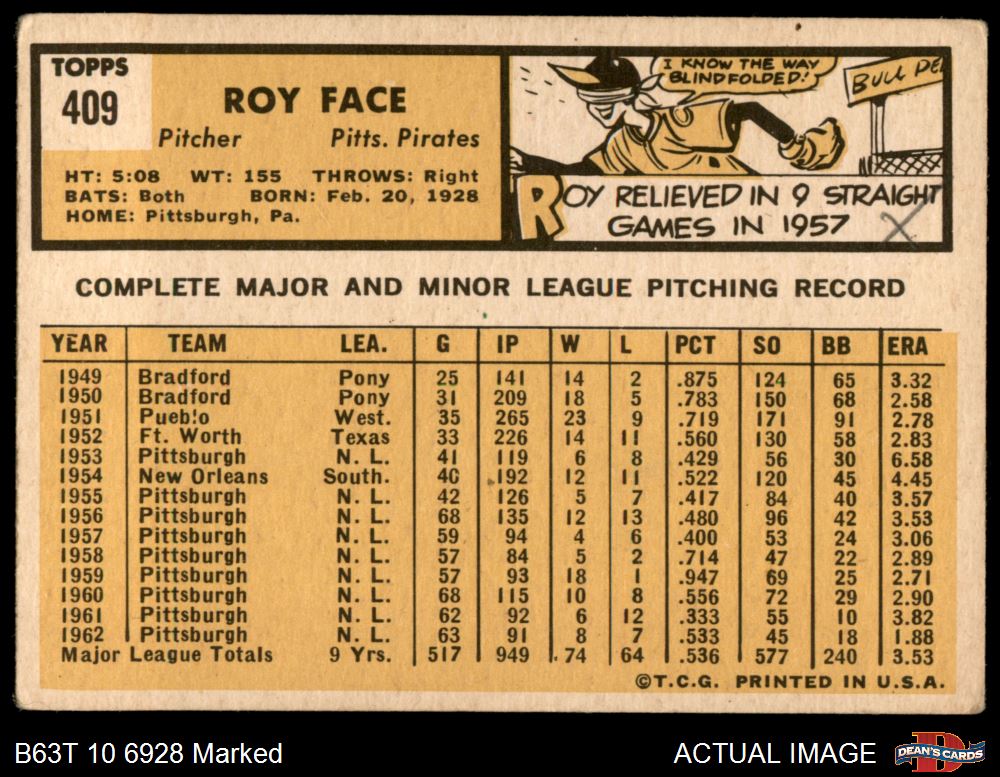 TOPPS
409
ROY FACE
Pitcher Pitts. Pirates
HT: 5:08 WT: 155 THROWS: Right
BATS: Both BORN: Feb. 20, 1928
HOME: Pittsburgh, Pa.
I KNOW THE WAY
BLINDFOLDED!
BULL PE
ROY RELIEVED IN 9 STRAIGHT
GAMES IN 1957
COMPLETE MAJOR AND MINOR LEAGUE PITCHING RECORD
YEAR TEAM LEA. G IP W L PCT SO BB ERA
1949 Bradford Pony 25 141 14 2 .875 124 65 3.32
1950 Bradford Pony 31 209 18 5 .783 150 68 2.58
1951 Pueblo West. 35 265 23 9 .719 171 91 2.78
1952 Ft. Worth Texas 33 226 14 11 .560 130 58 2.83
1953 Pittsburgh N. L. 41 119 6 8 .429 56 30 6.58
1954 New Orleans South. 40 192 12 11 .522 120 45 4.45
1955 Pittsburgh N. L. 42 126 5 7 .417 84 40 3.57
1956 Pittsburgh N. L. 68 135 12 13 .480 96 42 3.53
1957 Pittsburgh N. L. 59 94 4 6 .400 53 24 3.06
1958 Pittsburgh N. L. 57 84 5 2 .714 47 22 2.89
1959 Pittsburgh N. L. 57 93 18 1 .947 69 25 2.71
1960 Pittsburgh N. L. 68 115 10 8 .556 72 29 2.90
1961 Pittsburgh N. L. 62 92 6 12 .333 55 10 3.82
1962 Pittsburgh N. L. 63 91 8 7 .533 45 18 1.88
Major League Totals 9 Yrs. 517 949 74 64 .536 577 240 3.53
©T.C.G. PRINTED IN U.S.A.
B63T 10 6928 Marked ACTUAL IMAGE DEAN'S CARDS